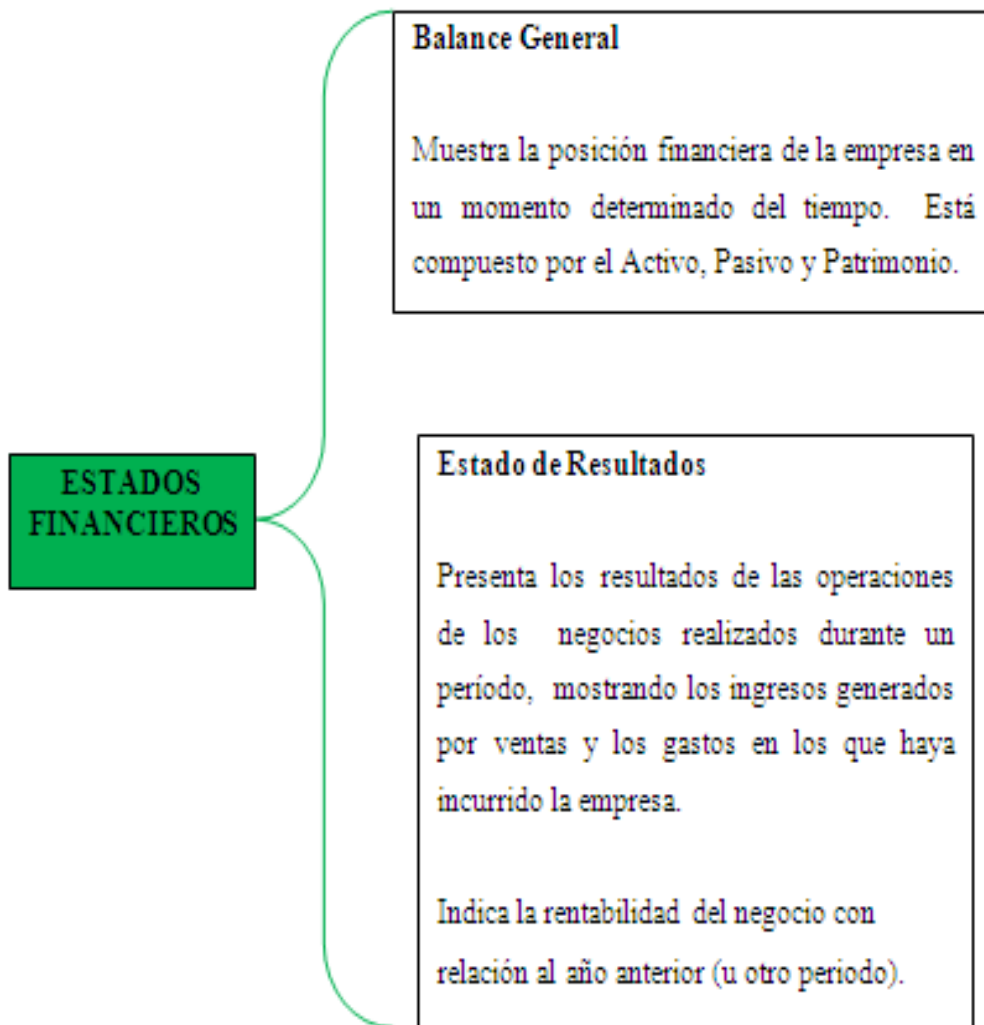 Balance General
Muestra la posición financiera de la empresa en
un momento determinado del tiempo. Está
compuesto por el Activo, Pasivo y Patrimonio.
ESTADOS
FINANCIEROS
Estado de Resultados
Presenta los resultados de las operaciones
de los negocios realizados durante un
período, mostrando los ingresos generados
por ventas y los gastos en los que haya
incurrido la empresa.
Indica la rentabilidad del negocio con
relación al año anterior (u otro periodo).